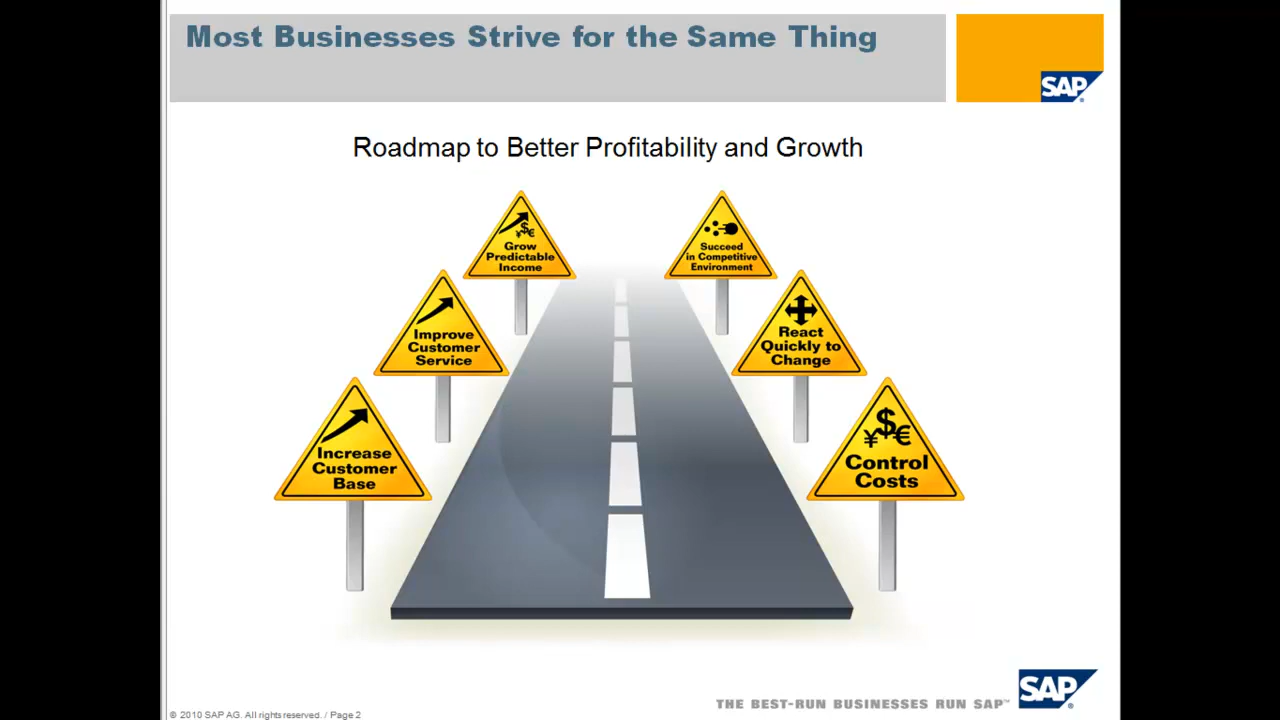 Most Businesses Strive for the Same Thing
SAP
Roadmap to Better Profitability and Growth
¥$€
Grow
Predictable
Income
Succeed
in Competitive
Environment
Improve
Customer
Service
React
Quickly to
Change
Increase
Customer
Base
¥$€
Control
Costs
THE BEST-RUN BUSINESSES RUN SAP™
SAP
© 2010 SAP AG. All rights reserved. / Page 2